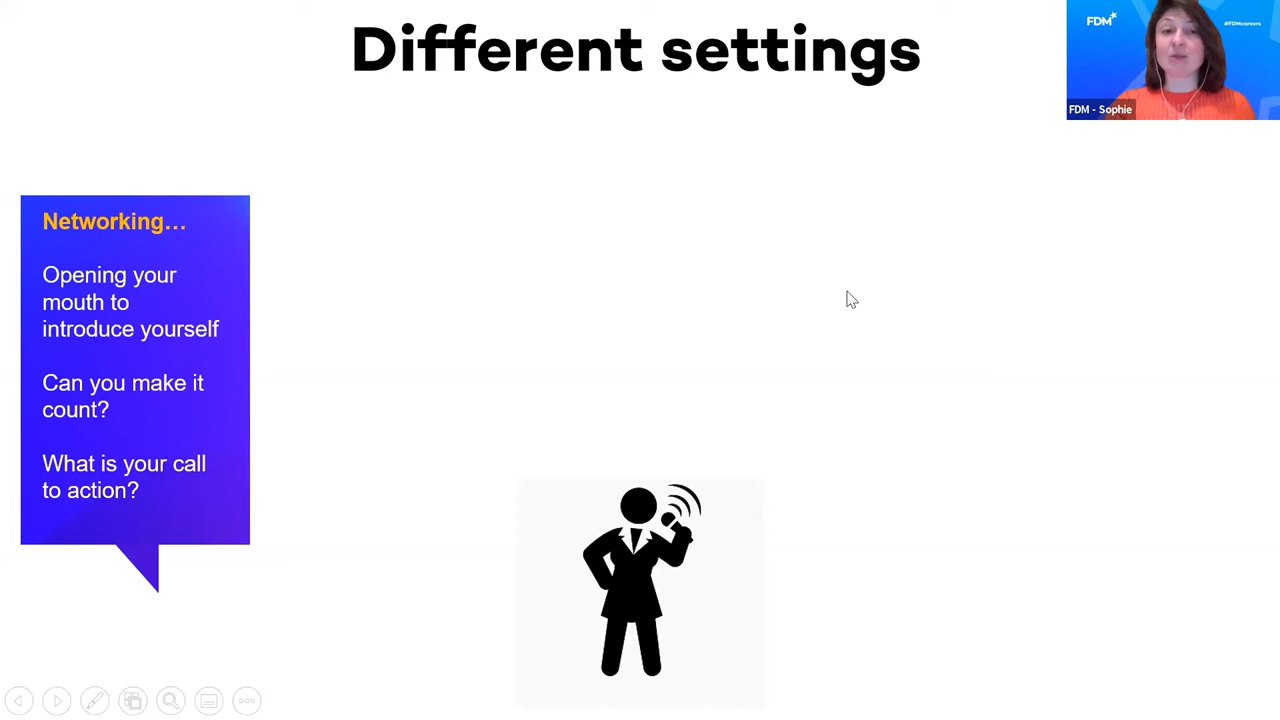 Different settings
FDM
#FDMcareers
FDM - Sophie
Networking...
Opening your
mouth to
introduce yourself
Can you make it
count?
What is your call
to action?